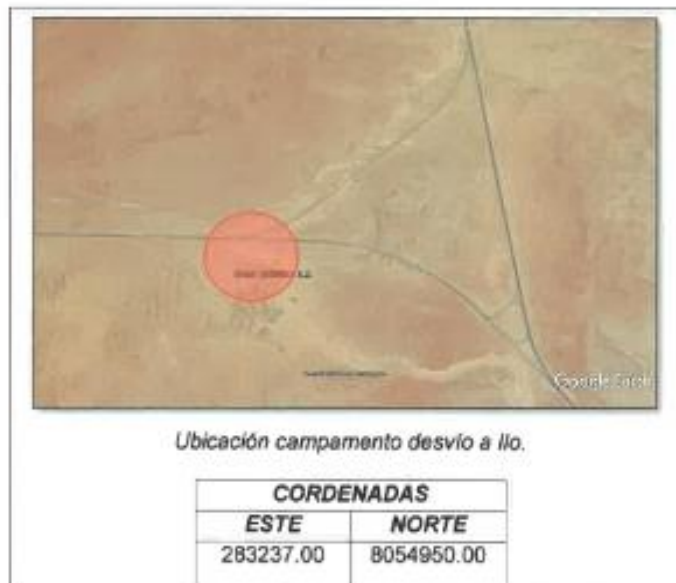 Google Earth
Ubicación campamento desvío a Ilo.
CORDENADAS
ESTE NORTE
283237.00 8054950.00